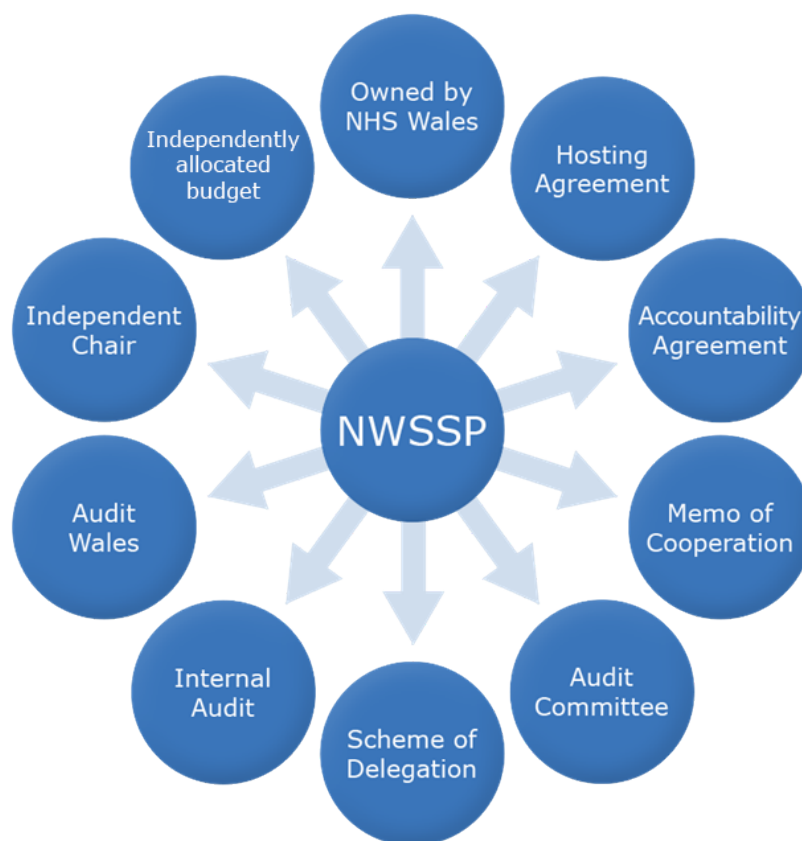 Owned by
NHS Wales
Hosting
Agreement
Accountability
Agreement
Memo of
Cooperation
Audit
Committee
Scheme of
Delegation
Internal
Audit
Audit
Wales
Independent
Chair
Independently
allocated
budget
NWSSP